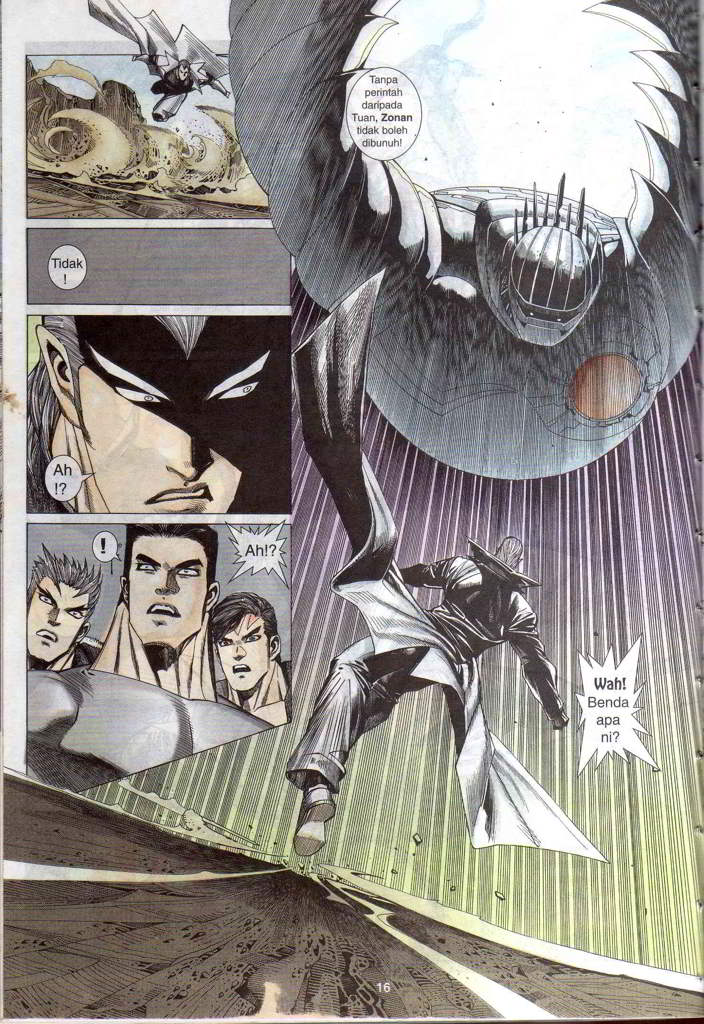 Tanpa
perintah
daripada
Tuan, Zonan
tidak boleh
dibunuh!
Tidak
!
Ah
!?
!
Ah!?
Wah!
Benda
apa
ni?
16